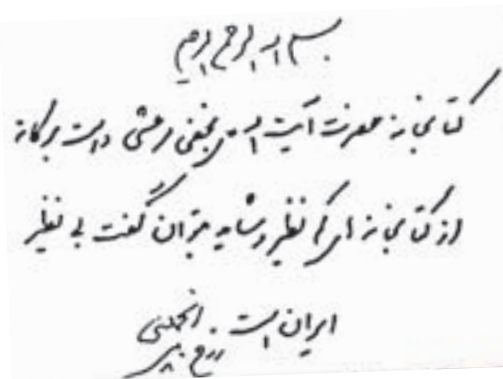 بسم الله الرحمن الرحیم
کتابخانه حضرت آیت الله نجفی مرعشی دامت برکاته
از کتابخانه های کم نظیر و شاید بتوان گفت بی نظیر
ایران است